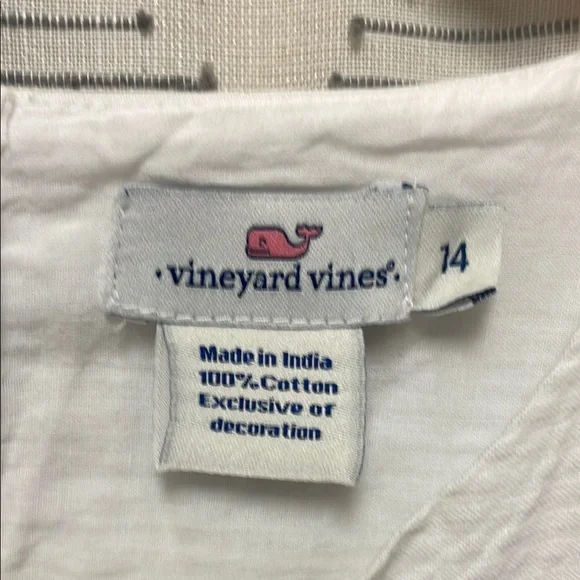 • vineyard vines®•
14
Made in India
100% Cotton
Exclusive of
decoration